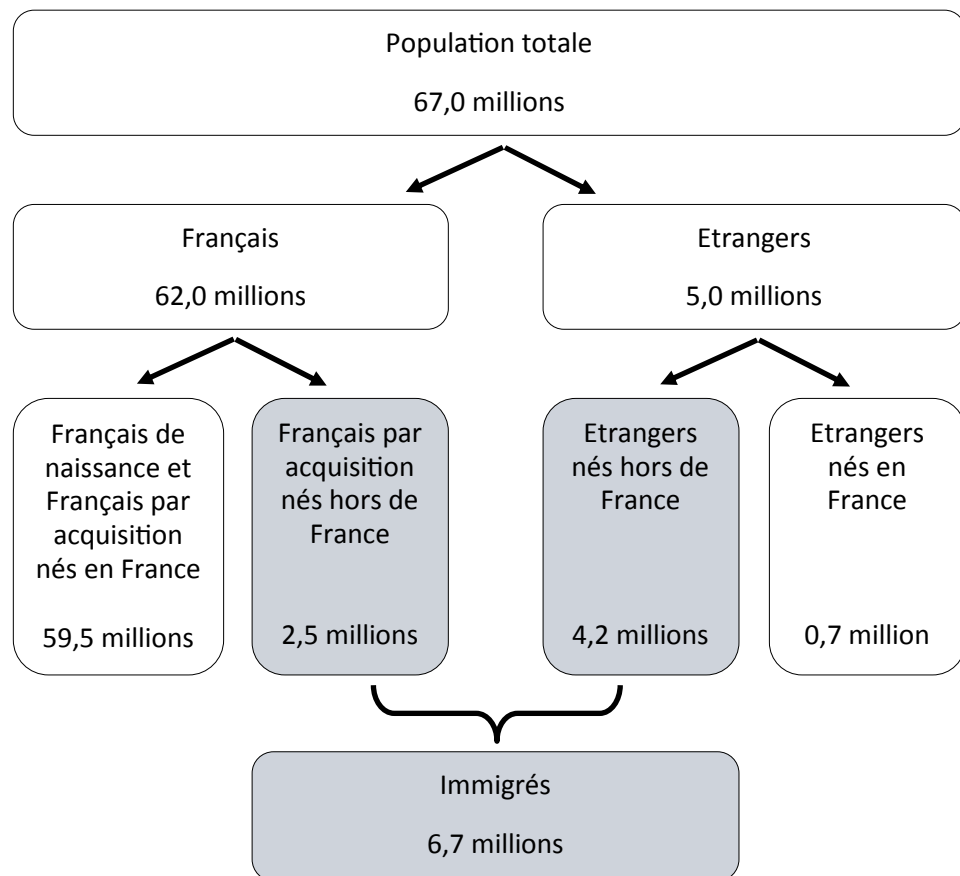 Population totale
67,0 millions
Français
62,0 millions
Etrangers
5,0 millions
Français de
naissance et
Français par
acquisition
nés en France
59,5 millions
Français par
acquisition
nés hors de
France
2,5 millions
Etrangers
nés hors de
France
4,2 millions
Etrangers
nés en
France
0,7 million
Immigrés
6,7 millions